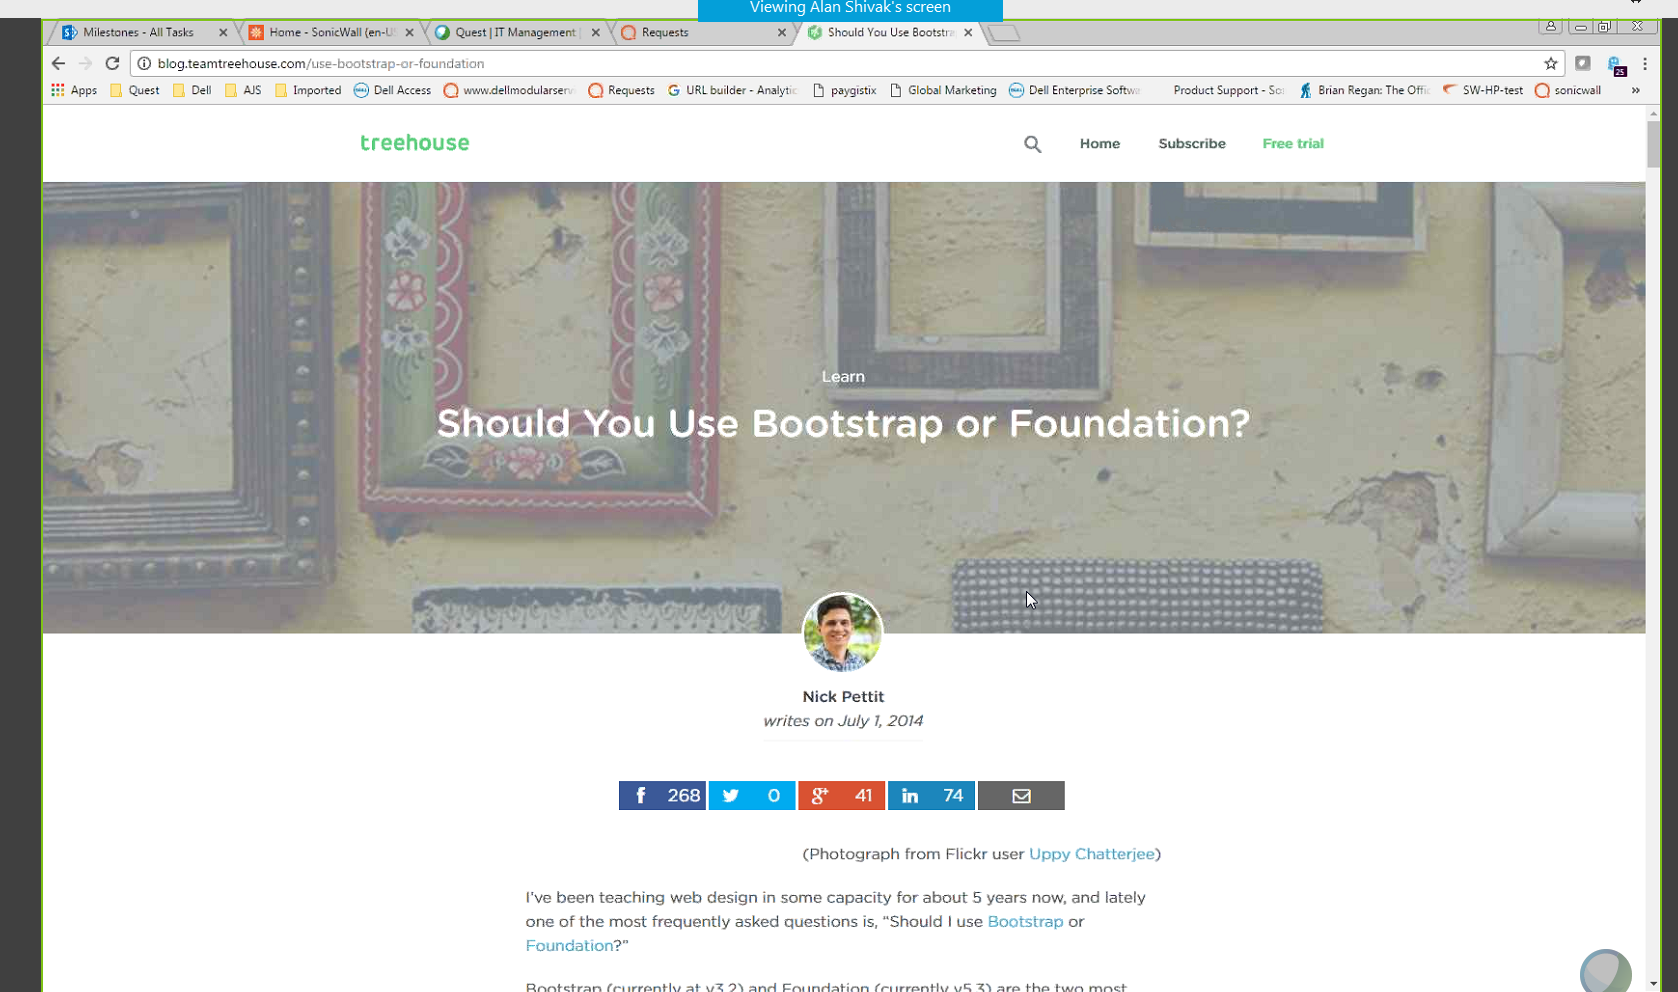 Viewing Alan Shivak's screen
Milestones - All Tasks
Home - SonicWall (en-US
Quest | IT Management |
Requests
Should You Use Bootstra
blog.teamtreehouse.com/use-bootstrap-or-foundation
25
Apps Quest Dell AJS Imported Dell Access www.dellmodularserv Requests URL builder - Analytic paygistix Global Marketing Dell Enterprise Softwa Product Support - So Brian Regan: The Offi SW-HP-test sonicwall »
treehouse
Home Subscribe Free trial
Learn
Should You Use Bootstrap or Foundation?
Nick Pettit
writes on July 1, 2014
f 268 0 g+ 41 in 74
(Photograph from Flickr user Uppy Chatterjee)
I've been teaching web design in some capacity for about 5 years now, and lately
one of the most frequently asked questions is, “Should I use Bootstrap or
Foundation?”
Bootstrap (currently at v3.2) and Foundation (currently v5.3) are the two most